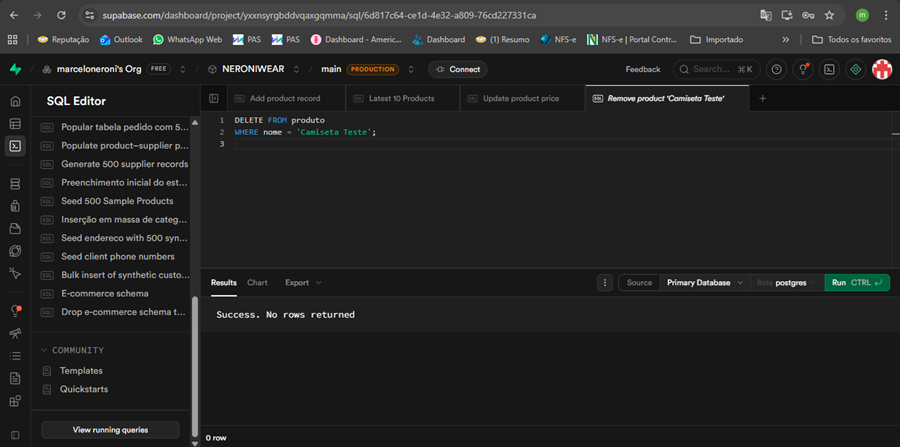 supabase.com/dashboard/project/yxxnsyrgbddvqaxgqmma/sql/6d817c64-ce1d-4e32-a809-76cd227331ca
m
Reputação
Outlook
WhatsApp Web
PAS
PAS
Dashboard - Americ...
Dashboard
(1) Resumo
NFS-e
NFS-e | Portal Contr...
Importado
Todos os favoritos
marceloneroni's Org FREE
NERONIWEAR
main PRODUCTION
Connect
Feedback
Search... ⌘K
SQL Editor
Add product record
Latest 10 Products
Update product price
Remove product 'Camiseta Teste'
Popular tabela pedido com 5...
Populate product–supplier p...
Generate 500 supplier records
Preenchimento inicial do est...
Seed 500 Sample Products
Inserção em massa de categ...
Seed endereco with 500 syn...
Seed client phone numbers
Bulk insert of synthetic custo...
E-commerce schema
Drop e-commerce schema t...
COMMUNITY
Templates
Quickstarts
View running queries
1 DELETE FROM produto
2 WHERE nome = 'Camiseta Teste';
3
Results
Chart
Export
Source
Primary Database
Role postgres
Run CTRL
Success. No rows returned
0 row